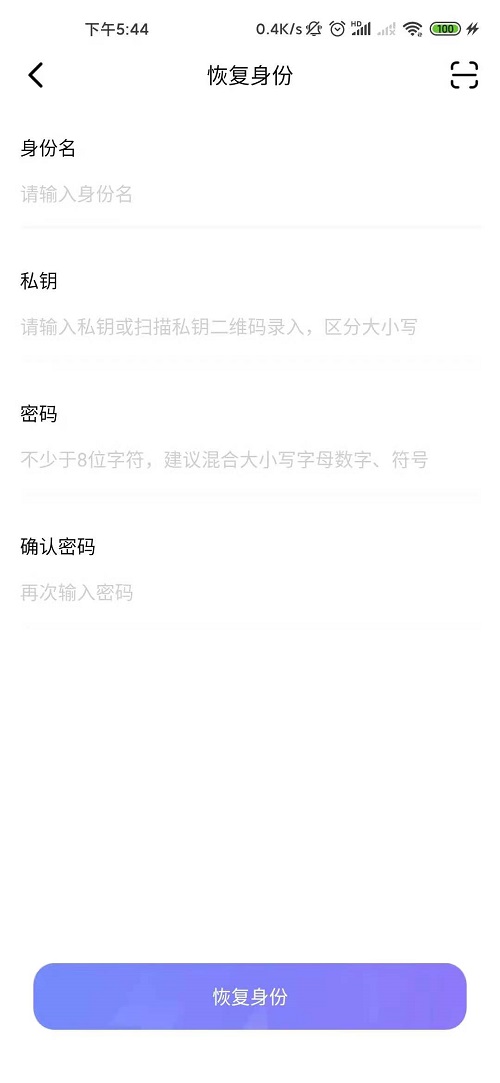 下午5:44
0.4K/s HD 100
恢复身份
身份名
请输入身份名
私钥
请输入私钥或扫描私钥二维码录入，区分大小写
密码
不少于8位字符，建议混合大小写字母数字、符号
确认密码
再次输入密码
恢复身份